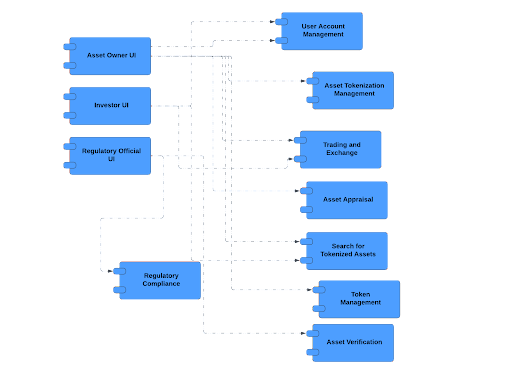 User Account
Management
Asset Owner UI
Asset Tokenization
Management
Investor UI
Trading and
Exchange
Regulatory Official
UI
Asset Appraisal
Search for
Tokenized Assets
Regulatory
Compliance
Token
Management
Asset Verification